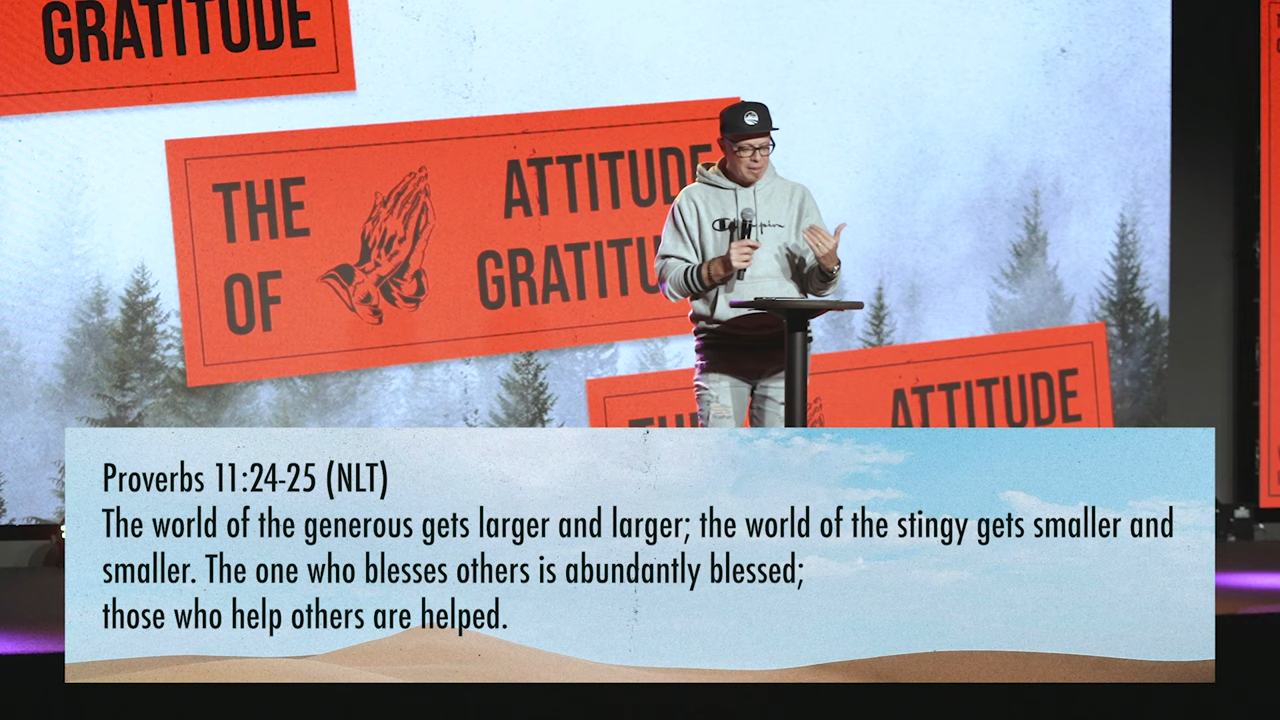 GRATITUDE
THE ATTITUDE
OF GRATITU
Champion
ATTITUDE
Proverbs 11:24-25 (NLT)
The world of the generous gets larger and larger; the world of the stingy gets smaller and
smaller. The one who blesses others is abundantly blessed;
those who help others are helped.